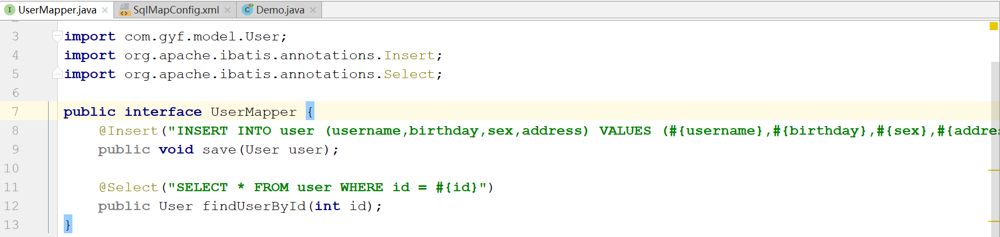 UserMapper.java SqlMapConfig.xml Demo.java
3 import com.gyf.model.User;
4 import org.apache.ibatis.annotations.Insert;
5 import org.apache.ibatis.annotations.Select;
6
7 public interface UserMapper {
8 @Insert("INSERT INTO user (username,birthday,sex,address) VALUES (#{username},#{birthday},#{sex},#{addre
9 public void save(User user);
10
11 @Select("SELECT * FROM user WHERE id = #{id}")
12 public User findUserById(int id);
13 }